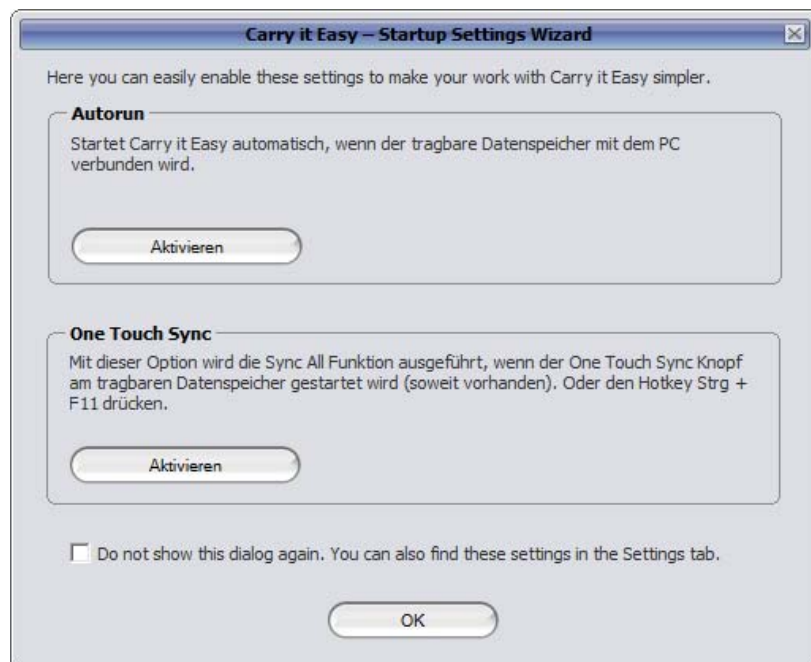 Carry it Easy – Startup Settings Wizard
Here you can easily enable these settings to make your work with Carry it Easy simpler.
Autorun
Startet Carry it Easy automatisch, wenn der tragbare Datenspeicher mit dem PC
verbunden wird.
Aktivieren
One Touch Sync
Mit dieser Option wird die Sync All Funktion ausgeführt, wenn der One Touch Sync Knopf
am tragbaren Datenspeicher gestartet wird (soweit vorhanden). Oder den Hotkey Strg +
F11 drücken.
Aktivieren
Do not show this dialog again. You can also find these settings in the Settings tab.
OK